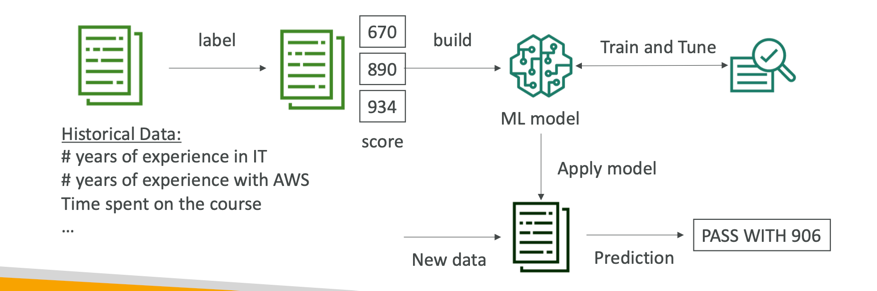 label
670
890
934
score
build
Train and Tune
ML model
Historical Data:
# years of experience in IT
# years of experience with AWS
Time spent on the course
...
Apply model
New data
Prediction
PASS WITH 906